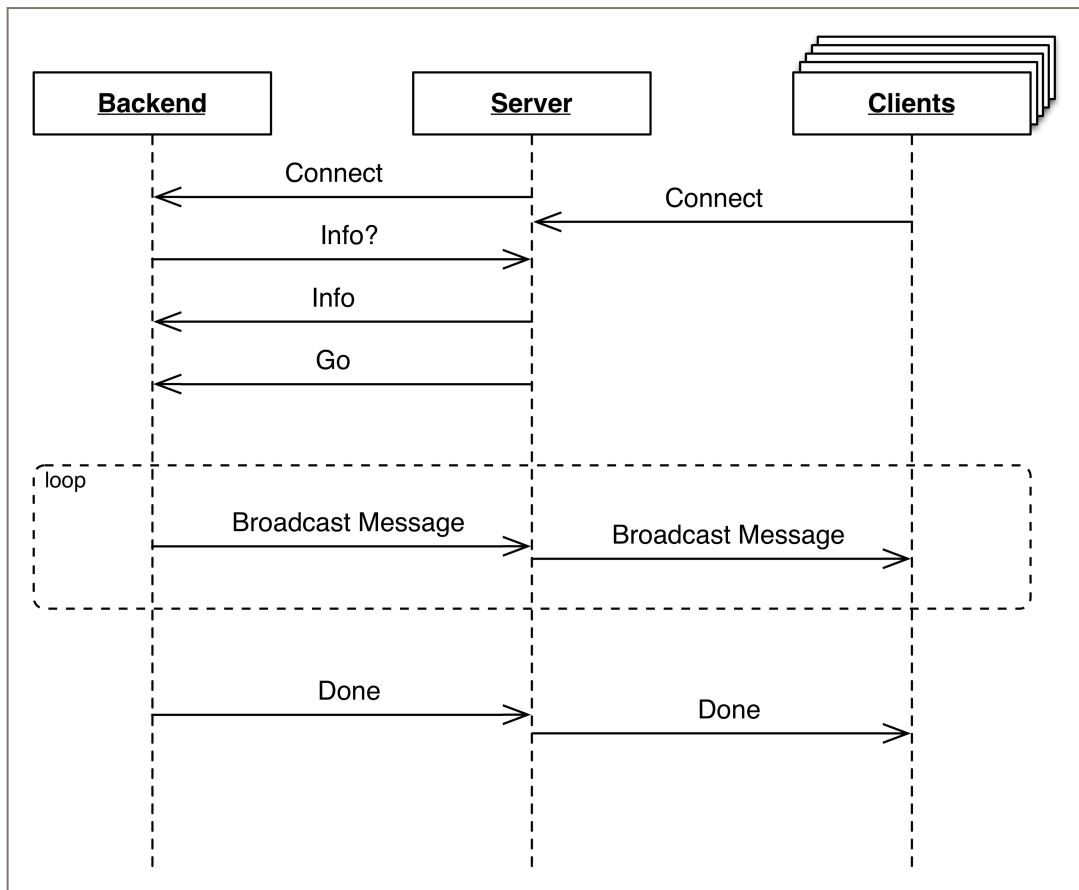 Backend
Server
Clients
Connect
Connect
Info?
Info
Go
loop
Broadcast Message
Broadcast Message
Done
Done